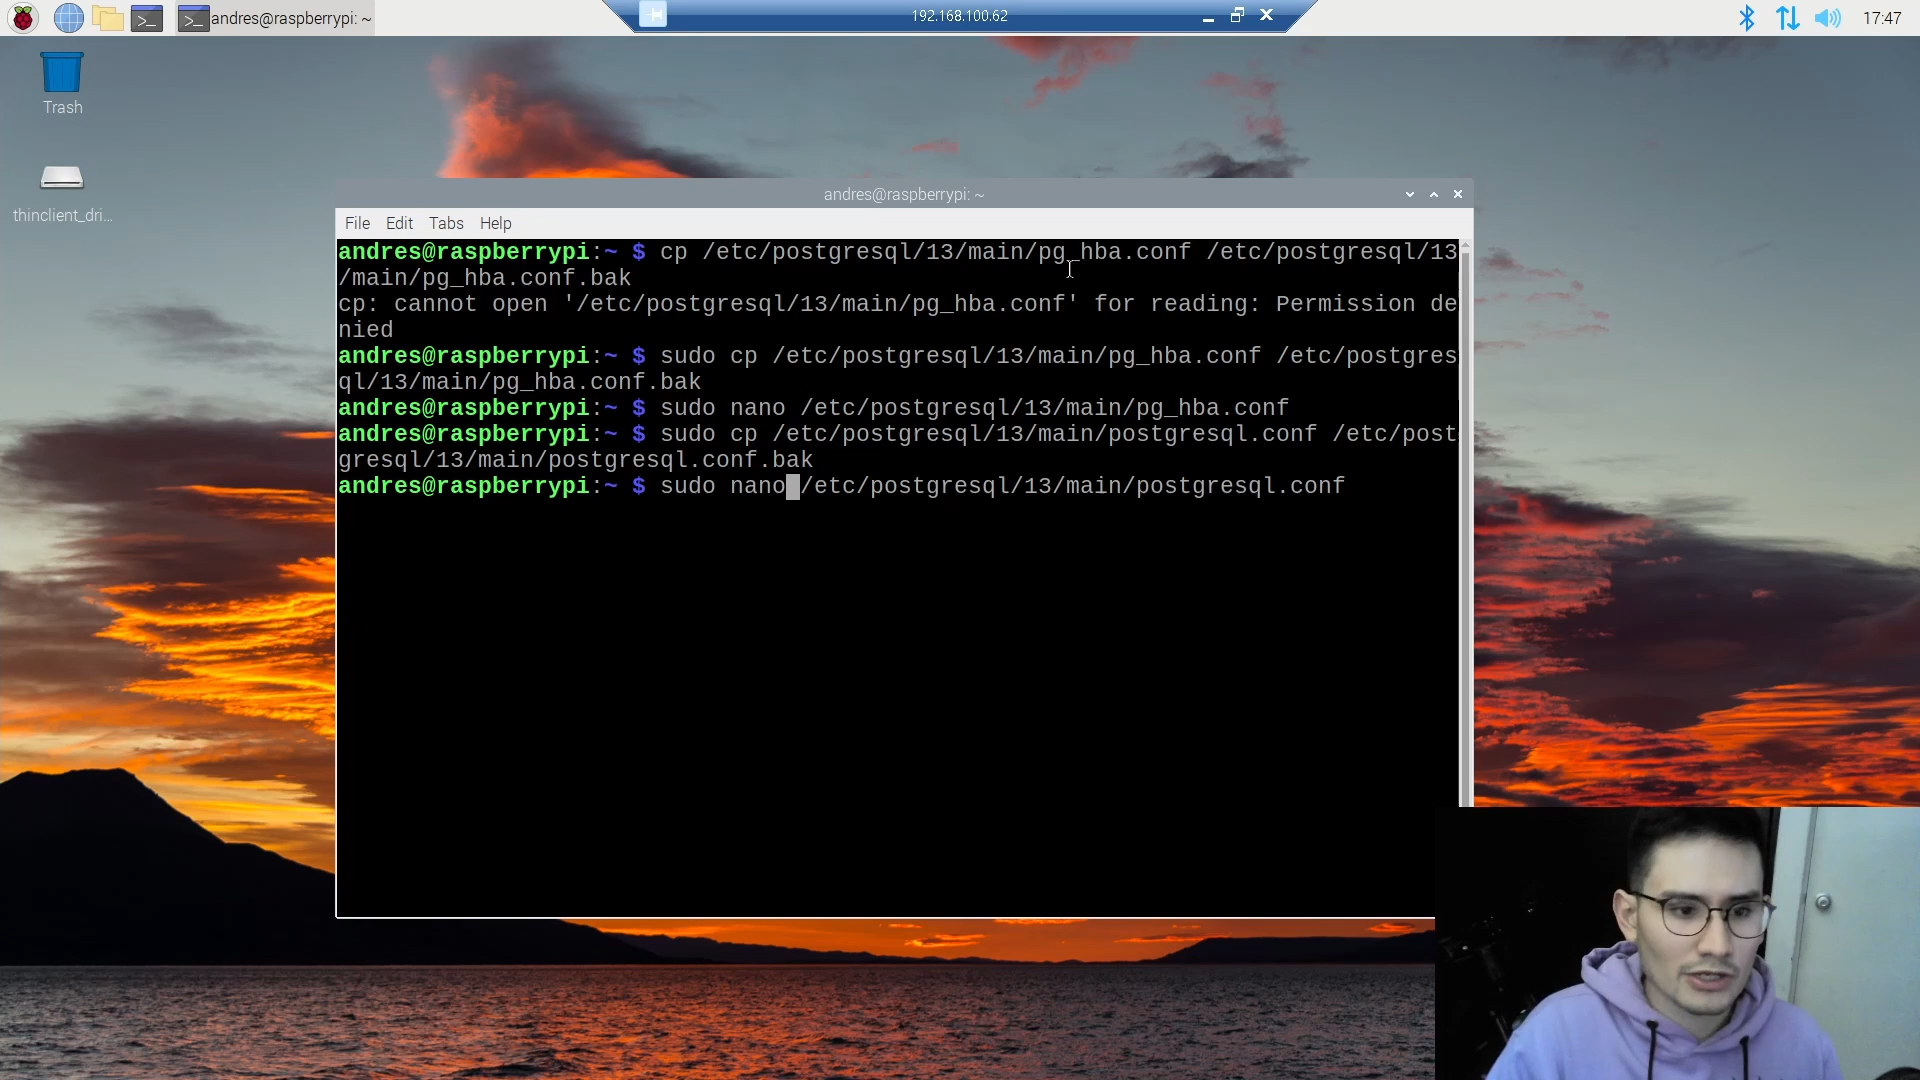 andres@raspberrypi: ~
192.168.100.62
17:47
Trash
thinclient_dri...
andres@raspberrypi: ~
File Edit Tabs Help
andres@raspberrypi:~ $ cp /etc/postgresql/13/main/pg_hba.conf /etc/postgresql/13
/main/pg_hba.conf.bak
cp: cannot open '/etc/postgresql/13/main/pg_hba.conf' for reading: Permission de
nied
andres@raspberrypi:~ $ sudo cp /etc/postgresql/13/main/pg_hba.conf /etc/postgres
ql/13/main/pg_hba.conf.bak
andres@raspberrypi:~ $ sudo nano /etc/postgresql/13/main/pg_hba.conf
andres@raspberrypi:~ $ sudo cp /etc/postgresql/13/main/postgresql.conf /etc/post
gresql/13/main/postgresql.conf.bak
andres@raspberrypi:~ $ sudo nano /etc/postgresql/13/main/postgresql.conf